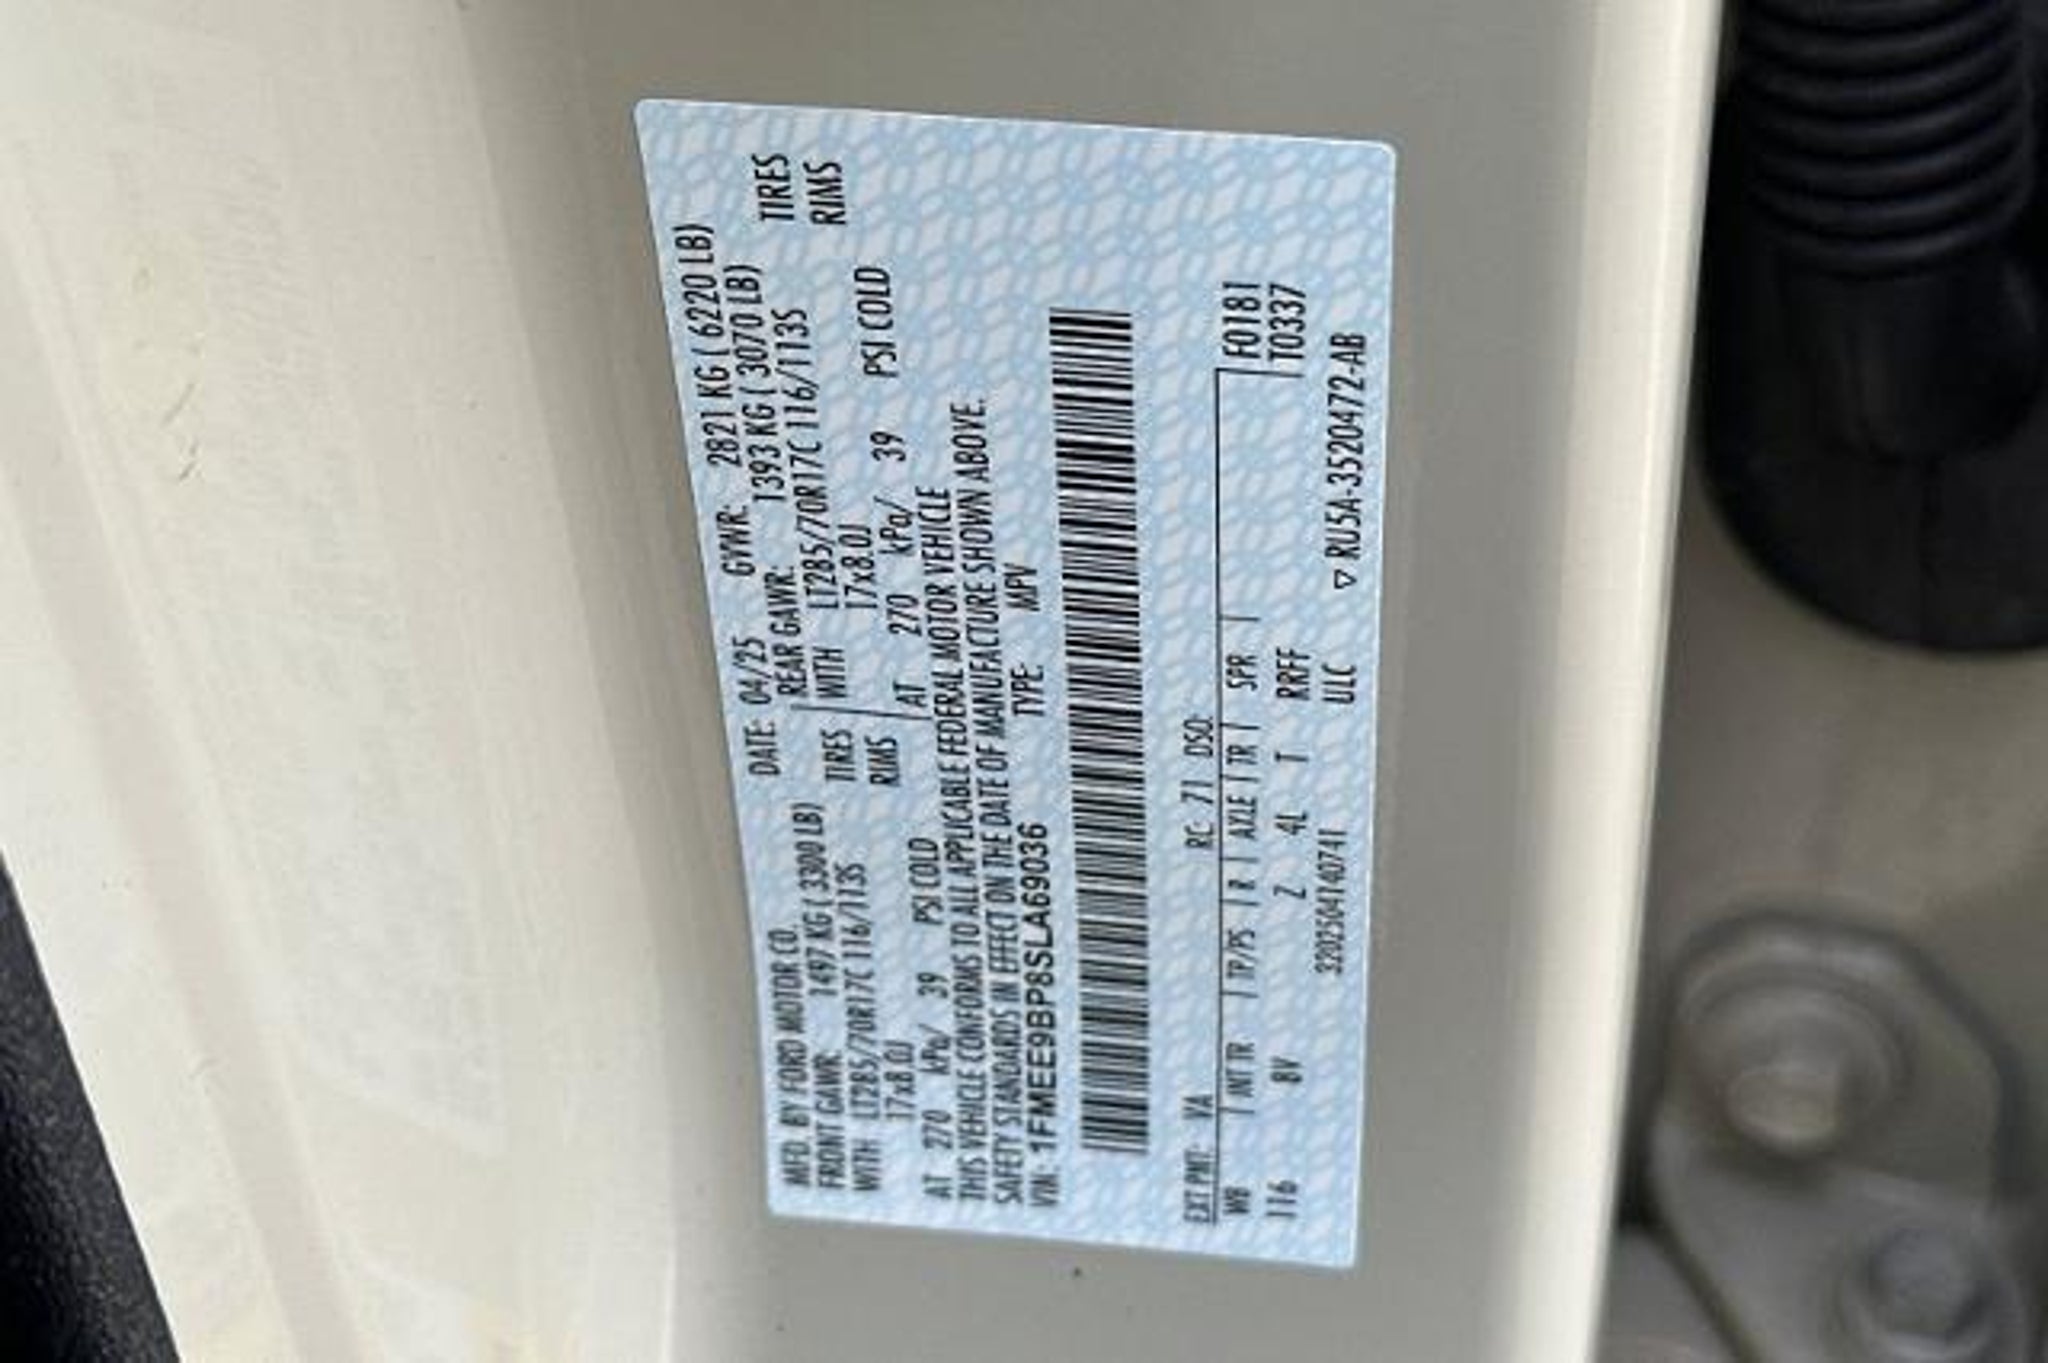 MFD. BY FORD MOTOR CO. DATE: 04/25 GVWR: 2821 KG ( 6220 LB)
FRONT GAWR: 1497 KG ( 3300 LB) REAR GAWR: 1393 KG ( 3070 LB)
WITH LT285/70R17C 116/113S TIRES WITH LT285/70R17C 116/113S TIRES
17x8.0J RIMS 17x8.0J RIMS
AT 270 kPa/ 39 PSI COLD AT 270 kPa/ 39 PSI COLD
THIS VEHICLE CONFORMS TO ALL APPLICABLE FEDERAL MOTOR VEHICLE
SAFETY STANDARDS IN EFFECT ON THE DATE OF MANUFACTURE SHOWN ABOVE.
VIN: 1FMEE9BP8SLA69036 TYPE: MPV
EXT PNT: YA RC: 71 DSO:
WB INT TR TP/PS R AXLE TR SPR F0181
116 8V Z 4L T RRFF T0337
3202504140741 ULC ▽ RU5A-3520472-AB